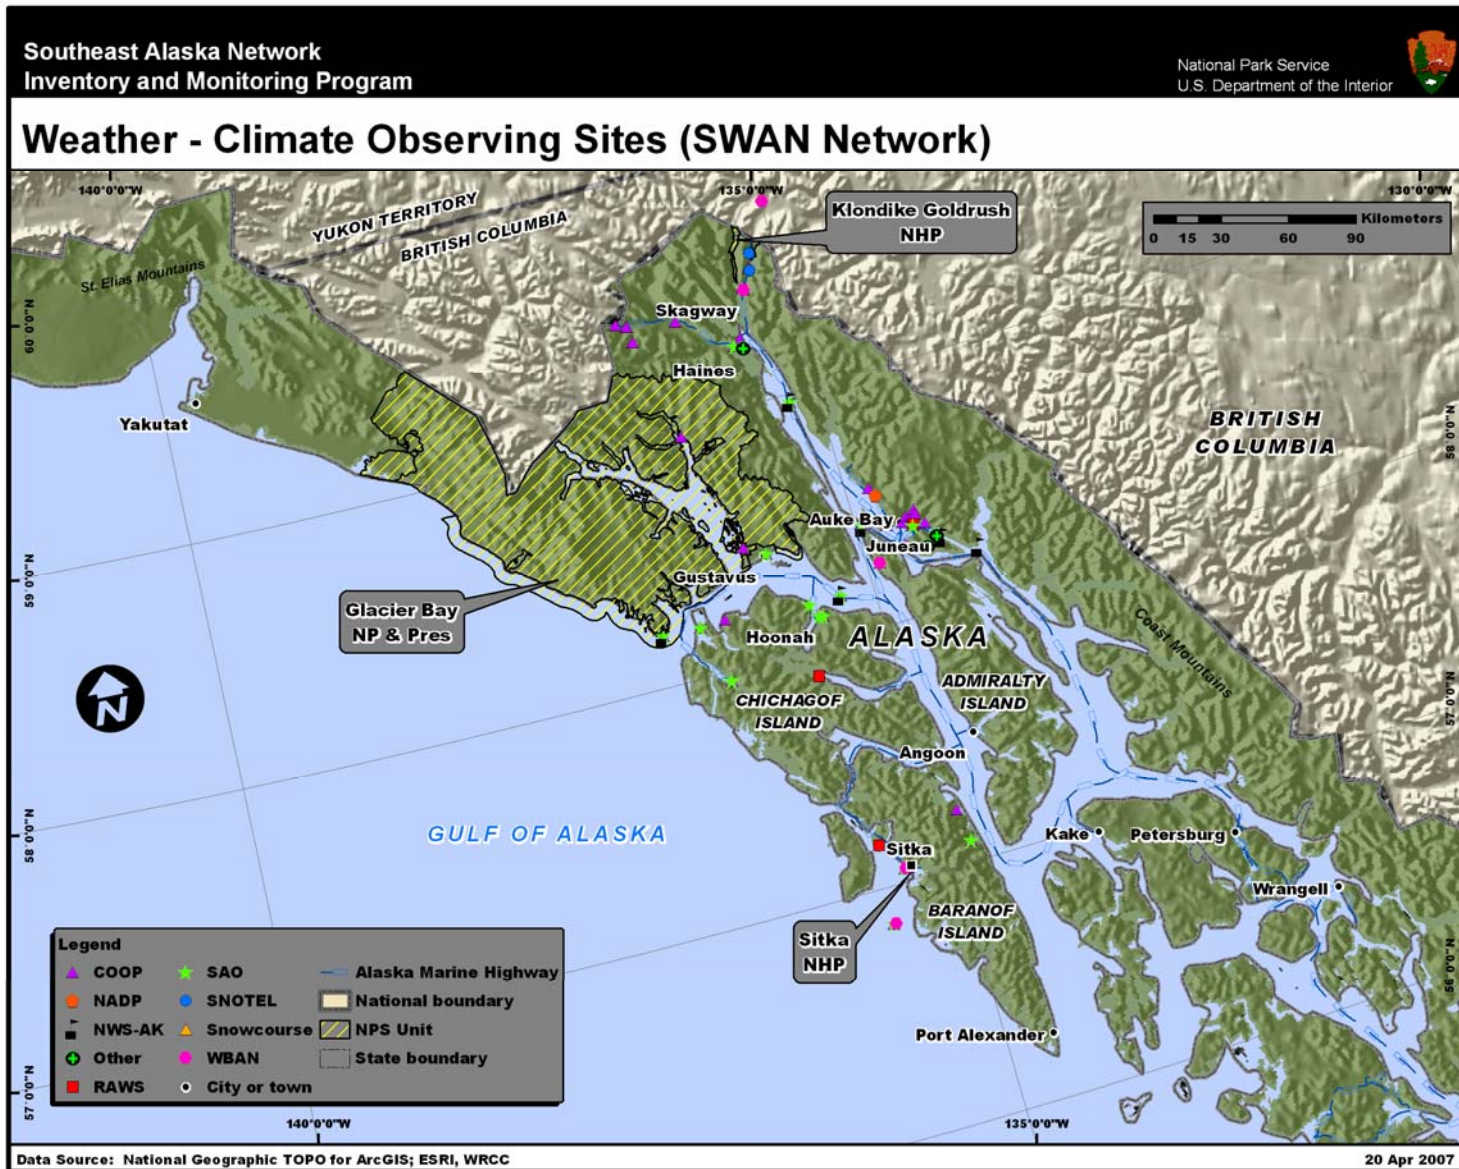 Southeast Alaska Network
Inventory and Monitoring Program
National Park Service
U.S. Department of the Interior
Weather - Climate Observing Sites (SWAN Network)
140°0'0"W
135°0'0"W
130°0'0"W
YUKON TERRITORY
BRITISH COLUMBIA
Klondike Goldrush
NHP
Kilometers
0 15 30 60 90
St. Elias Mountains
60°0'0"N
Skagway
Haines
Yakutat
BRITISH
COLUMBIA
58°0'0"N
Auke Bay
Juneau
59°0'0"N
Gustavus
Glacier Bay
NP & Pres
Hoonah
ALASKA
Coast Mountains
N
ADMIRALTY
ISLAND
CHICHAGOF
ISLAND
57°0'0"N
Angoon
GULF OF ALASKA
58°0'0"N
Kake
Petersburg
Sitka
Wrangell
BARANOF
ISLAND
Sitka
NHP
56°0'0"N
Port Alexander
Legend
COOP
SAO
Alaska Marine Highway
NADP
SNOTEL
National boundary
NWS-AK
Snowcourse
NPS Unit
Other
WBAN
State boundary
RAWS
City or town
57°0'0"N
140°0'0"W
135°0'0"W
Data Source: National Geographic TOPO for ArcGIS; ESRI, WRCC
20 Apr 2007